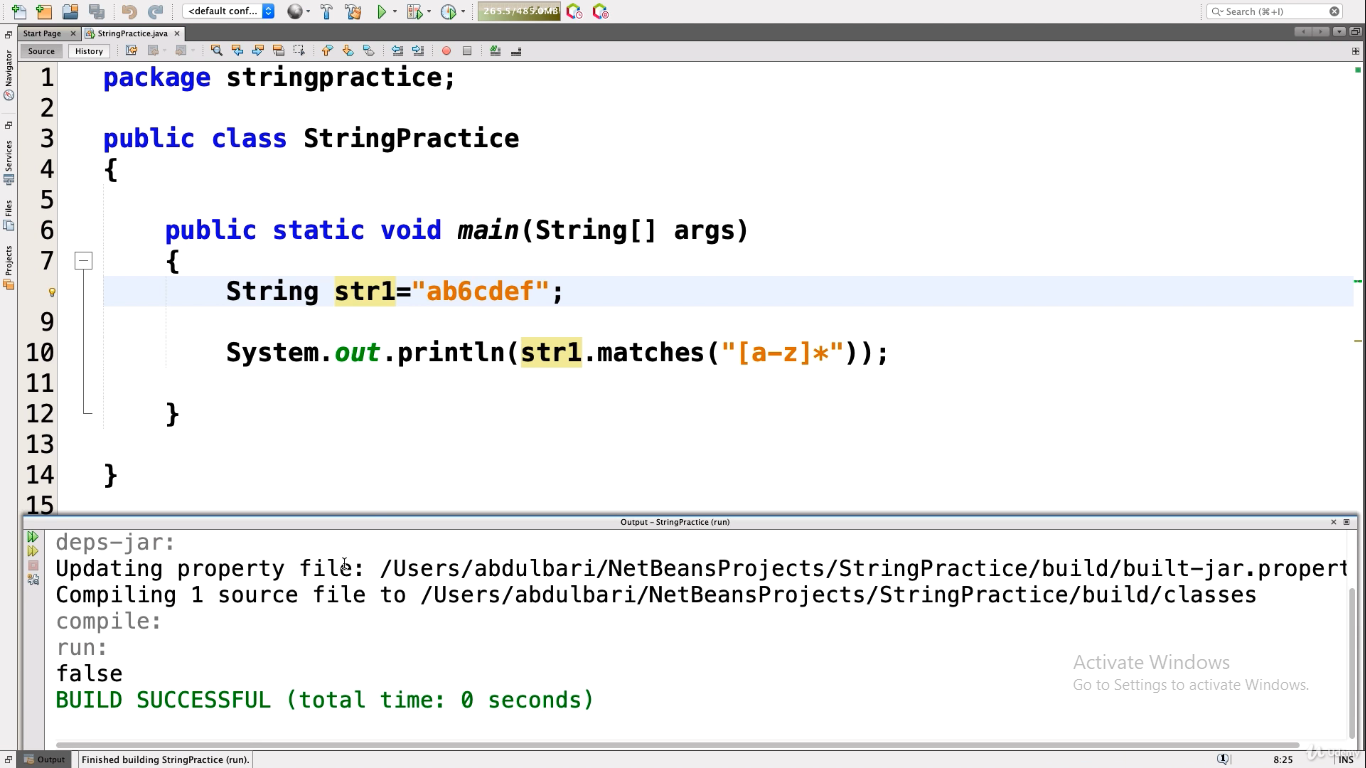 <default conf...
265.5/489.0MB
Search (⌘+I)
Start Page
StringPractice.java
Source
History
Navigator
Services
Files
Projects
1 package stringpractice;
2
3 public class StringPractice
4 {
5
6 public static void main(String[] args)
7 {
String str1="ab6cdef";
9
10 System.out.println(str1.matches("[a-z]*"));
11
12 }
13
14 }
15
Output - StringPractice (run)
deps-jar:
Updating property file: /Users/abdulbari/NetBeansProjects/StringPractice/build/built-jar.propert
Compiling 1 source file to /Users/abdulbari/NetBeansProjects/StringPractice/build/classes
compile:
run:
false
BUILD SUCCESSFUL (total time: 0 seconds)
Activate Windows
Go to Settings to activate Windows.
Output
Finished building StringPractice (run).
1
8:25
INS